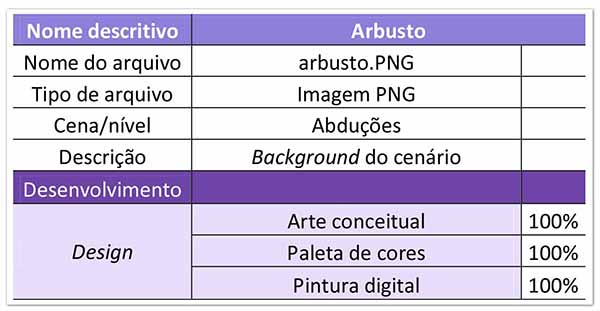 Nome descritivo Arbusto
Nome do arquivo arbusto.PNG
Tipo de arquivo Imagem PNG
Cena/nível Abduções
Descrição Background do cenário
Desenvolvimento
Arte conceitual 100%
Design Paleta de cores 100%
Pintura digital 100%